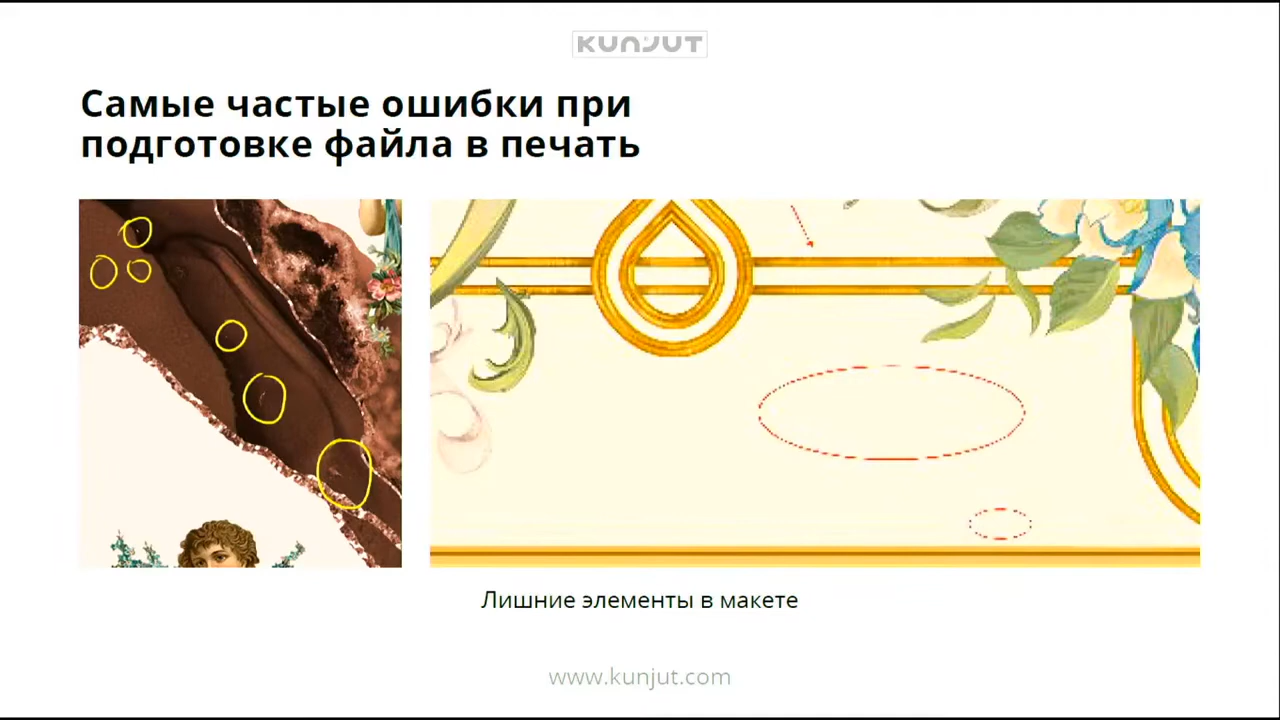 KUNJUT
Самые частые ошибки при
подготовке файла в печать
Лишние элементы в макете
www.kunjut.com